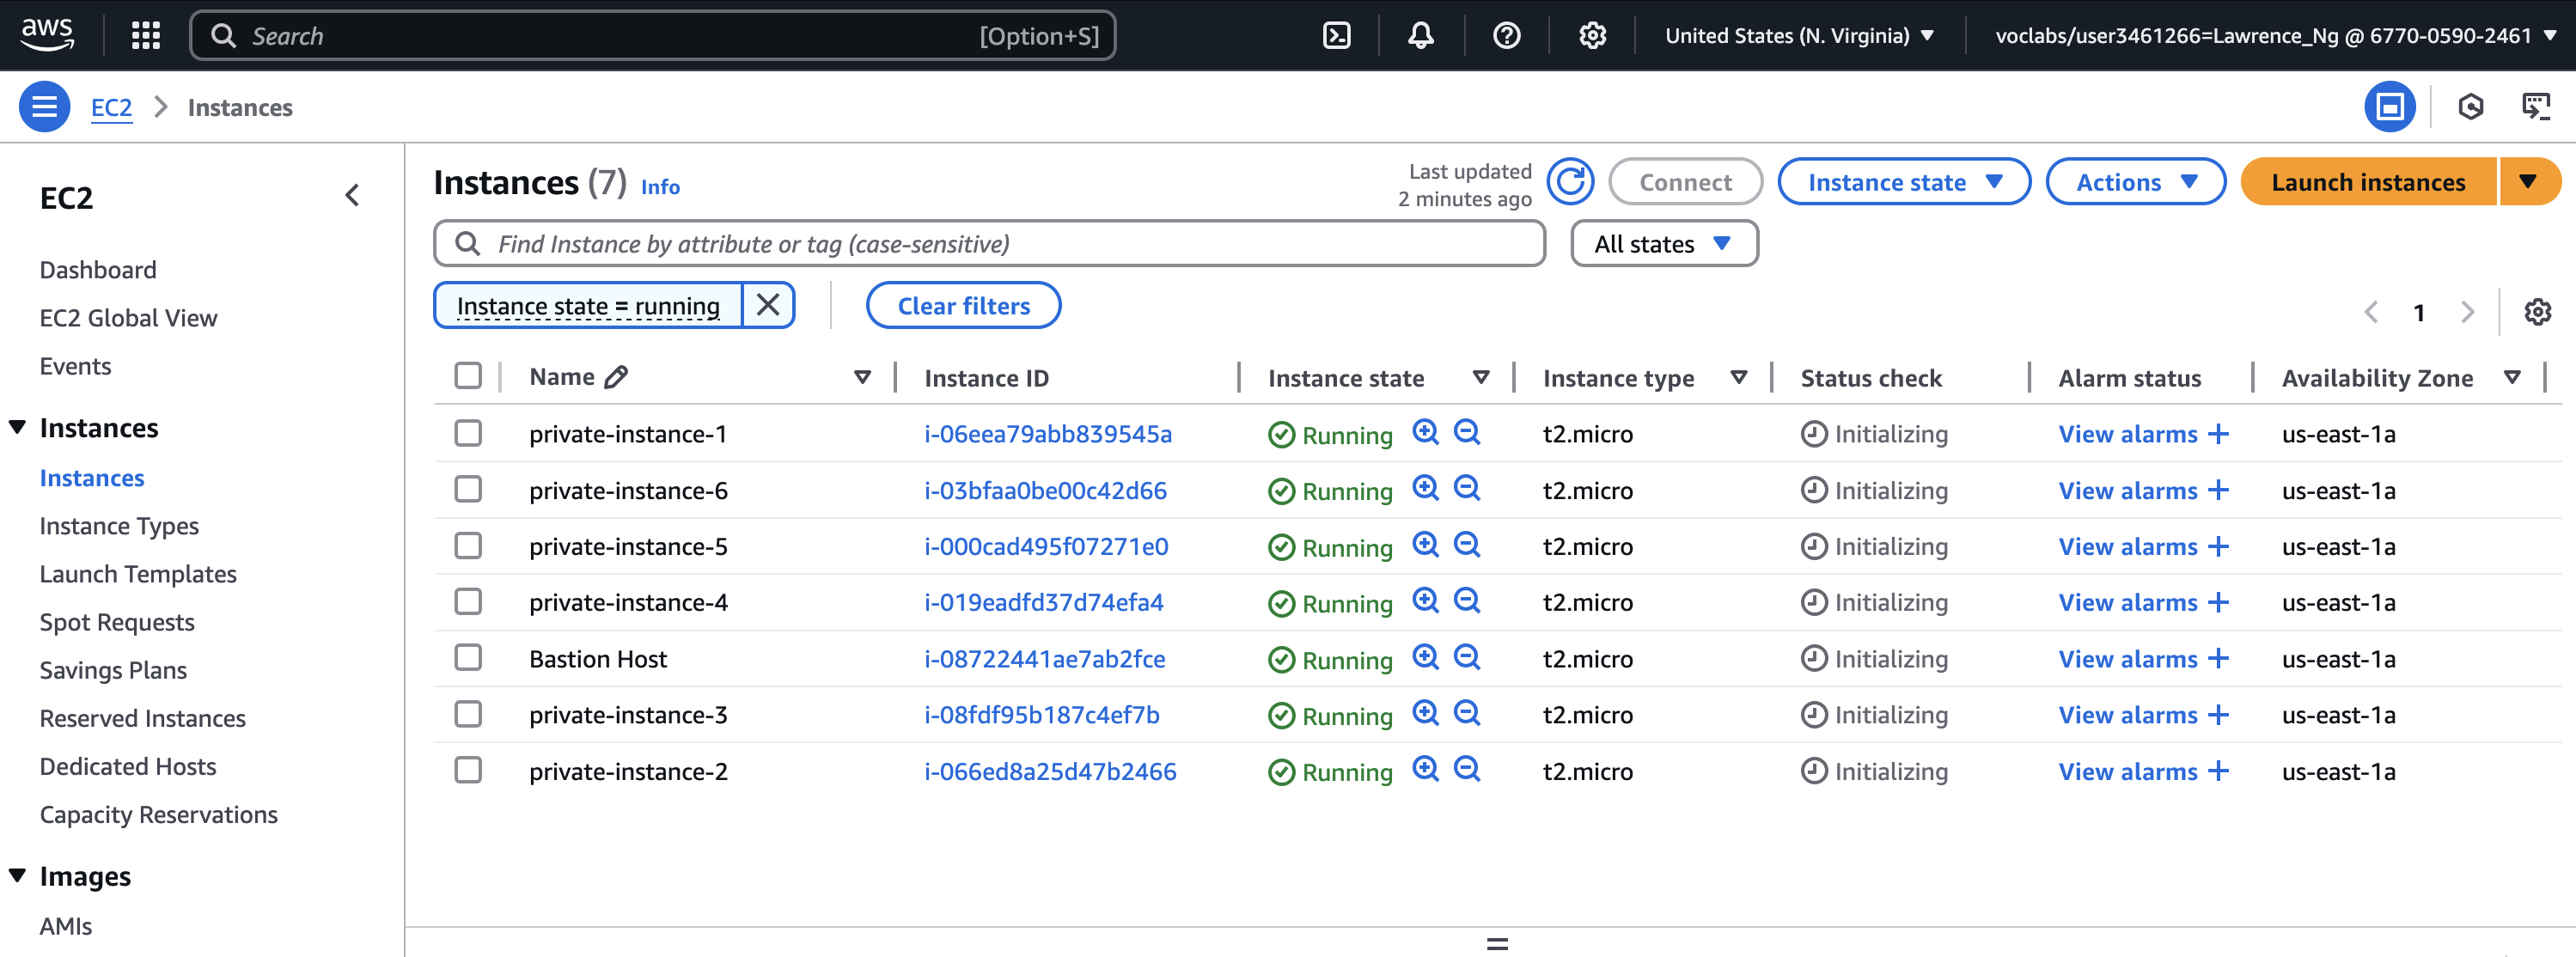 aws
Search [Option+S]
United States (N. Virginia)
voclabs/user3461266=Lawrence_Ng @ 6770-0590-2461
EC2 Instances
EC2
Dashboard
EC2 Global View
Events
Instances
Instances
Instance Types
Launch Templates
Spot Requests
Savings Plans
Reserved Instances
Dedicated Hosts
Capacity Reservations
Images
AMIs
Instances (7) Info
Last updated
2 minutes ago
Connect
Instance state
Actions
Launch instances
Find Instance by attribute or tag (case-sensitive)
All states
Instance state = running
Clear filters
1
Name Instance ID Instance state Instance type Status check Alarm status Availability Zone
private-instance-1 i-06eea79abb839545a Running t2.micro Initializing View alarms + us-east-1a
private-instance-6 i-03bfaa0be00c42d66 Running t2.micro Initializing View alarms + us-east-1a
private-instance-5 i-000cad495f07271e0 Running t2.micro Initializing View alarms + us-east-1a
private-instance-4 i-019eadfd37d74efa4 Running t2.micro Initializing View alarms + us-east-1a
Bastion Host i-08722441ae7ab2fce Running t2.micro Initializing View alarms + us-east-1a
private-instance-3 i-08fdf95b187c4ef7b Running t2.micro Initializing View alarms + us-east-1a
private-instance-2 i-066ed8a25d47b2466 Running t2.micro Initializing View alarms + us-east-1a